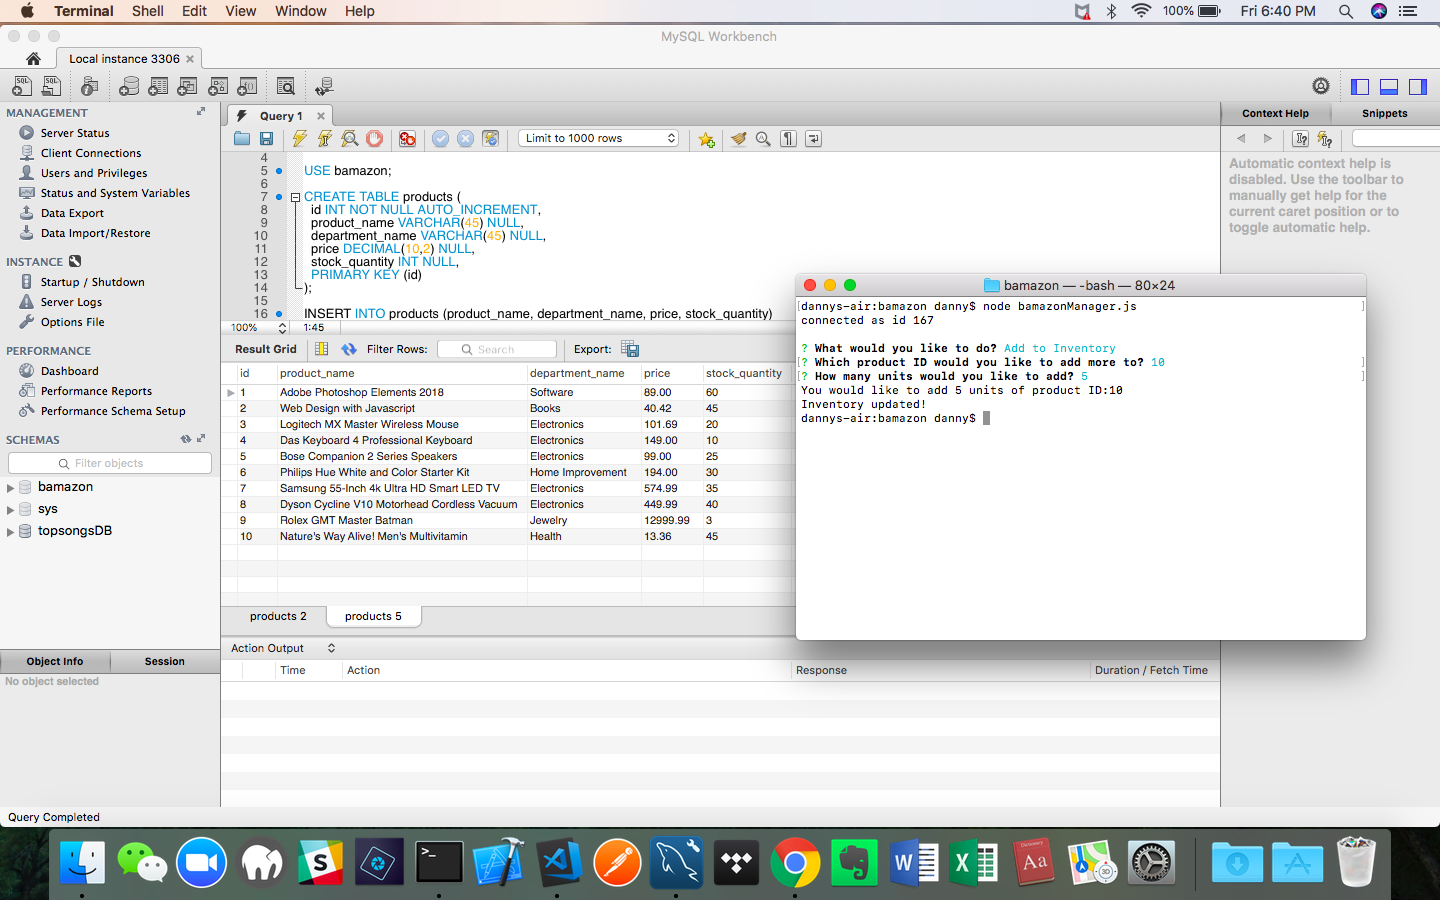 Terminal Shell Edit View Window Help 100% Fri 6:40 PM
MySQL Workbench
Local instance 3306
MANAGEMENT
Server Status
Client Connections
Users and Privileges
Status and System Variables
Data Export
Data Import/Restore
INSTANCE
Startup / Shutdown
Server Logs
Options File
PERFORMANCE
Dashboard
Performance Reports
Performance Schema Setup
SCHEMAS
Filter objects
bamazon
sys
topsongsDB
Object Info Session
No object selected
Query 1
Limit to 1000 rows
4
5 USE bamazon;
6
7 CREATE TABLE products (
8 id INT NOT NULL AUTO_INCREMENT,
9 product_name VARCHAR(45) NULL,
10 department_name VARCHAR(45) NULL,
11 price DECIMAL(10,2) NULL,
12 stock_quantity INT NULL,
13 PRIMARY KEY (id)
14 );
15
16 INSERT INTO products (product_name, department_name, price, stock_quantity)
100% 1:45
Result Grid Filter Rows: Search Export:
id product_name department_name price stock_quantity
1 Adobe Photoshop Elements 2018 Software 89.00 60
2 Web Design with Javascript Books 40.42 45
3 Logitech MX Master Wireless Mouse Electronics 101.69 20
4 Das Keyboard 4 Professional Keyboard Electronics 149.00 10
5 Bose Companion 2 Series Speakers Electronics 99.00 25
6 Philips Hue White and Color Starter Kit Home Improvement 194.00 30
7 Samsung 55-Inch 4k Ultra HD Smart LED TV Electronics 574.99 35
8 Dyson Cycline V10 Motorhead Cordless Vacuum Electronics 449.99 40
9 Rolex GMT Master Batman Jewelry 12999.99 3
10 Nature's Way Alive! Men's Multivitamin Health 13.36 45
products 2 products 5
Action Output
Time Action Response Duration / Fetch Time
Context Help Snippets
Automatic context help is
disabled. Use the toolbar to
manually get help for the
current caret position or to
toggle automatic help.
bamazon — -bash — 80×24
[dannys-air:bamazon danny$ node bamazonManager.js ]
connected as id 167
? What would you like to do? Add to Inventory
[? Which product ID would you like to add more to? 10 ]
[? How many units would you like to add? 5 ]
You would like to add 5 units of product ID:10
Inventory updated!
dannys-air:bamazon danny$
Query Completed